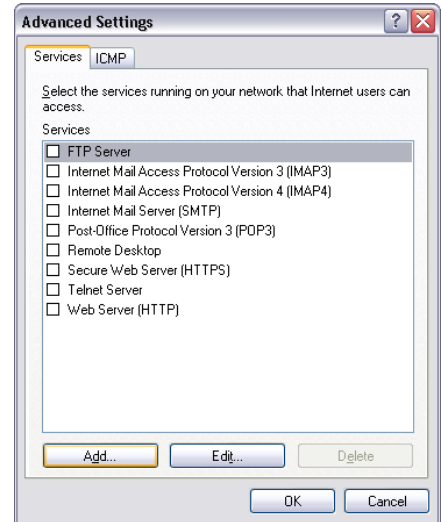 Advanced Settings
?
Services ICMP
Select the services running on your network that Internet users can
access.
Services
FTP Server
Internet Mail Access Protocol Version 3 (IMAP3)
Internet Mail Access Protocol Version 4 (IMAP4)
Internet Mail Server (SMTP)
Post-Office Protocol Version 3 (POP3)
Remote Desktop
Secure Web Server (HTTPS)
Telnet Server
Web Server (HTTP)
Add... Edit... Delete
OK Cancel